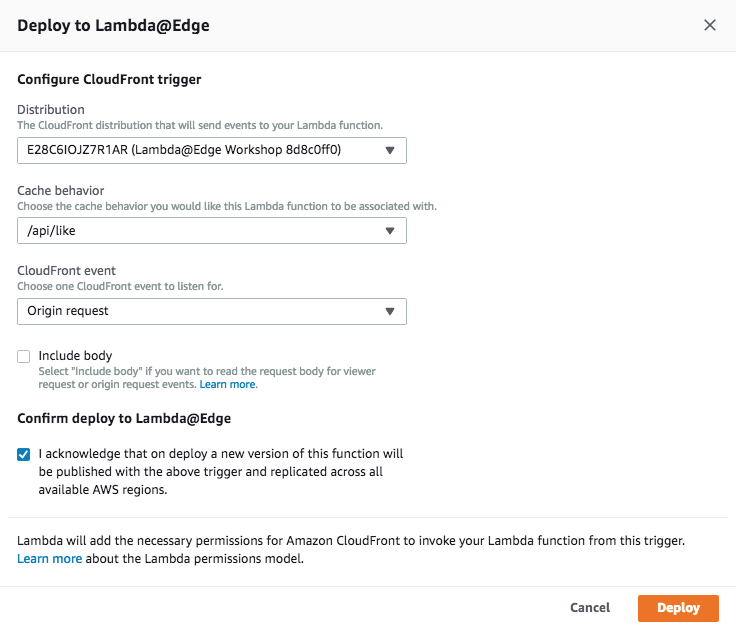 Deploy to Lambda@Edge
Configure CloudFront trigger
Distribution
The CloudFront distribution that will send events to your Lambda function.
E28C6IOJZ7R1AR (Lambda@Edge Workshop 8d8c0ff0)
Cache behavior
Choose the cache behavior you would like this Lambda function to be associated with.
/api/like
CloudFront event
Choose one CloudFront event to listen for.
Origin request
Include body
Select "Include body" if you want to read the request body for viewer
request or origin request events. Learn more.
Confirm deploy to Lambda@Edge
I acknowledge that on deploy a new version of this function will
be published with the above trigger and replicated across all
available AWS regions.
Lambda will add the necessary permissions for Amazon CloudFront to invoke your Lambda function from this trigger.
Learn more about the Lambda permissions model.
Cancel Deploy